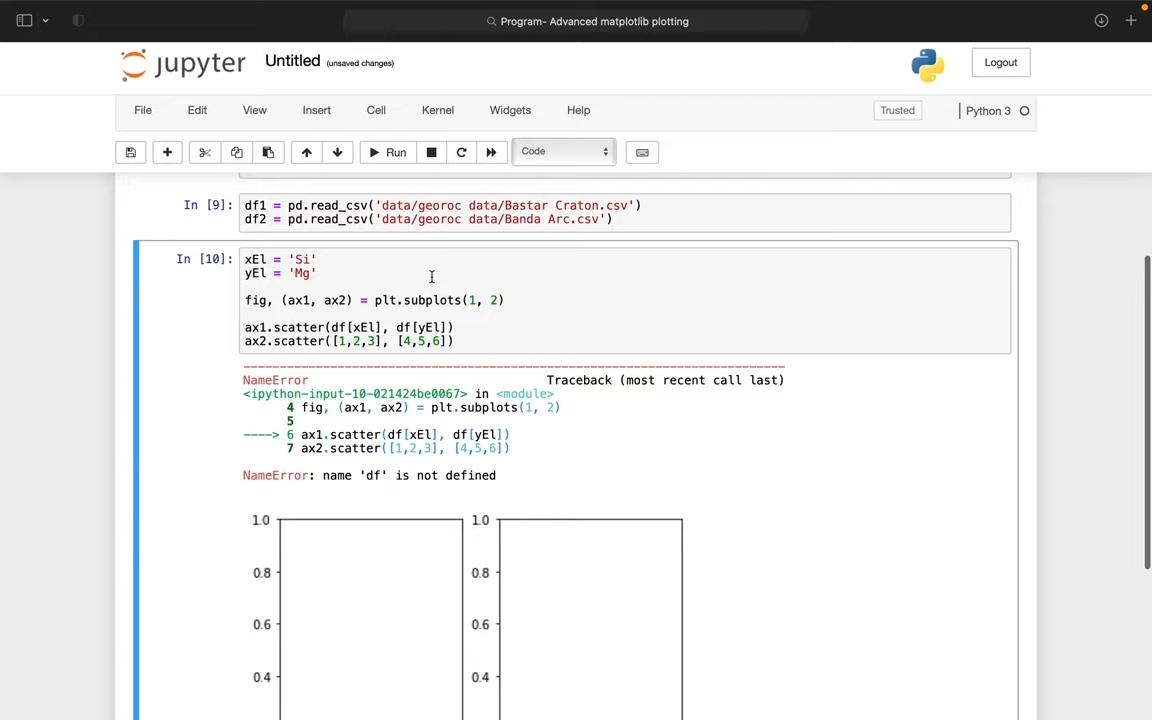 Program- Advanced matplotlib plotting
jupyter Untitled (unsaved changes) Logout
File Edit View Insert Cell Kernel Widgets Help Trusted Python 3
Run Code
In [9]: df1 = pd.read_csv('data/georoc data/Bastar Craton.csv')
df2 = pd.read_csv('data/georoc data/Banda Arc.csv')
In [10]: xEl = 'Si'
yEl = 'Mg'
fig, (ax1, ax2) = plt.subplots(1, 2)
ax1.scatter(df[xEl], df[yEl])
ax2.scatter([1,2,3], [4,5,6])
---------------------------------------------------------------------------
NameError Traceback (most recent call last)
<ipython-input-10-021424be0067> in <module>
4 fig, (ax1, ax2) = plt.subplots(1, 2)
5
----> 6 ax1.scatter(df[xEl], df[yEl])
7 ax2.scatter([1,2,3], [4,5,6])
NameError: name 'df' is not defined
1.0 1.0
0.8 0.8
0.6 0.6
0.4 0.4